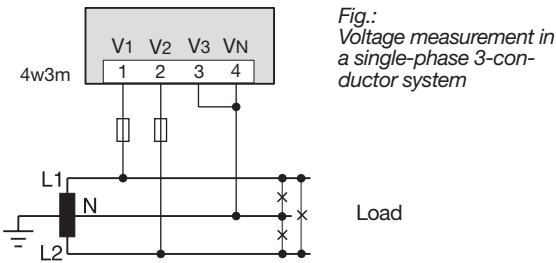 Fig.:
Voltage measurement in
a single-phase 3-con-
ductor system
V1 V2 V3 VN
4w3m 1 2 3 4
L1
N
Load
L2